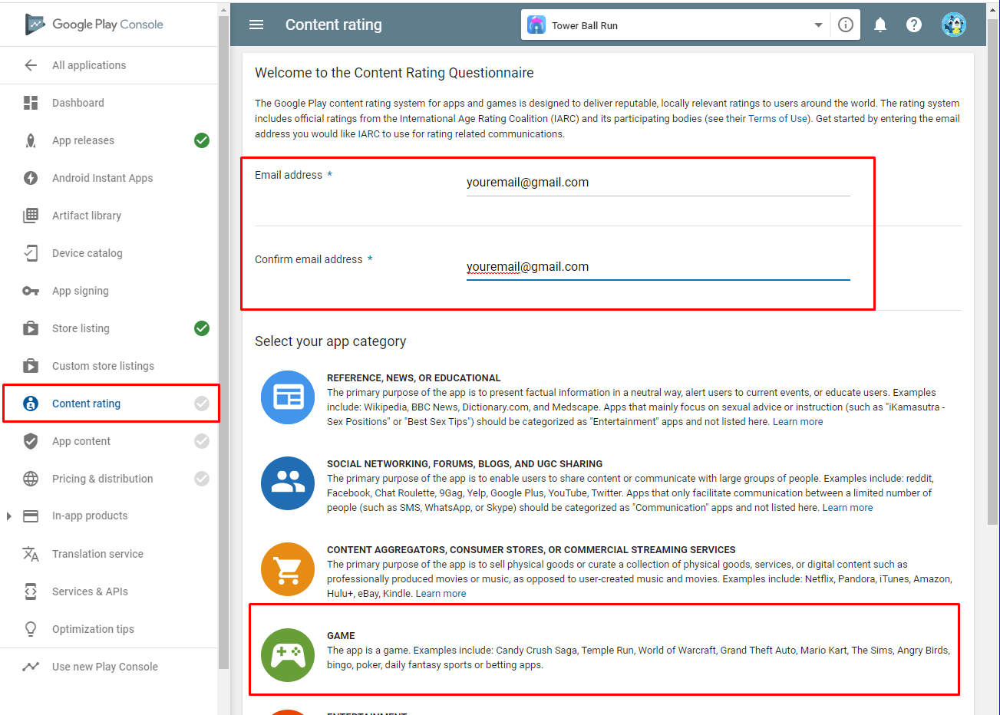 Google Play Console
All applications
Dashboard
App releases
Android Instant Apps
Artifact library
Device catalog
App signing
Store listing
Custom store listings
Content rating
App content
Pricing & distribution
In-app products
Translation service
Services & APIs
Optimization tips
Use new Play Console
Content rating
Tower Ball Run
Welcome to the Content Rating Questionnaire
The Google Play content rating system for apps and games is designed to deliver reputable, locally relevant ratings to users around the world. The rating system
includes official ratings from the International Age Rating Coalition (IARC) and its participating bodies (see their Terms of Use). Get started by entering the email
address you would like IARC to use for rating related communications.
Email address *
youremail@gmail.com
Confirm email address *
youremail@gmail.com
Select your app category
REFERENCE, NEWS, OR EDUCATIONAL
The primary purpose of the app is to present factual information in a neutral way, alert users to current events, or educate users. Examples
include: Wikipedia, BBC News, Dictionary.com, and Medscape. Apps that mainly focus on sexual advice or instruction (such as "iKamasutra -
Sex Positions" or "Best Sex Tips") should be categorized as "Entertainment" apps and not listed here. Learn more
SOCIAL NETWORKING, FORUMS, BLOGS, AND UGC SHARING
The primary purpose of the app is to enable users to share content or communicate with large groups of people. Examples include: reddit,
Facebook, Chat Roulette, 9Gag, Yelp, Google Plus, YouTube, Twitter. Apps that only facilitate communication between a limited number of
people (such as SMS, WhatsApp, or Skype) should be categorized as "Communication" apps and not listed here. Learn more
CONTENT AGGREGATORS, CONSUMER STORES, OR COMMERCIAL STREAMING SERVICES
The primary purpose of the app is to sell physical goods or curate a collection of physical goods, services, or digital content such as
professionally produced movies or music, as opposed to user-created music and movies. Examples include: Netflix, Pandora, iTunes, Amazon,
Hulu+, eBay, Kindle. Learn more
GAME
The app is a game. Examples include: Candy Crush Saga, Temple Run, World of Warcraft, Grand Theft Auto, Mario Kart, The Sims, Angry Birds,
bingo, poker, daily fantasy sports or betting apps.
ENTERTAINMENT